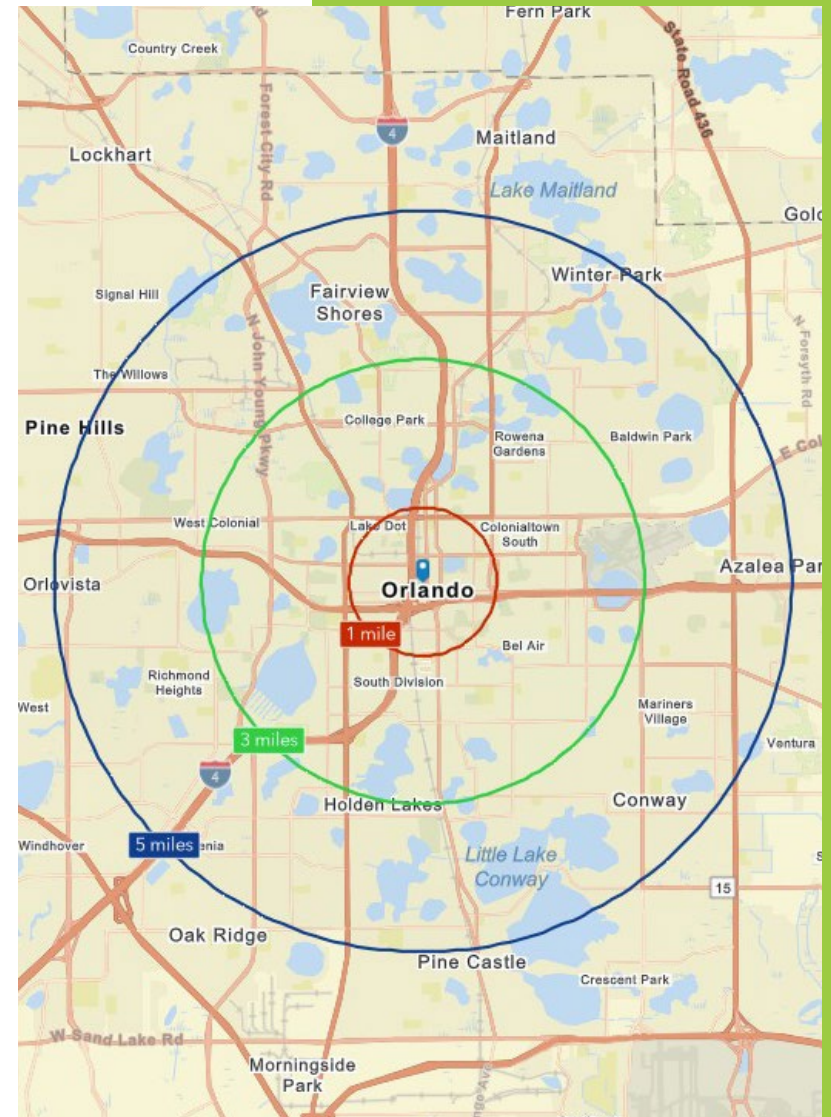 Fern Park
Country Creek
State Road 436
Forest City Rd
4
Maitland
Lockhart
Lake Maitland
Winter Park
Signal Hill
Fairview
Shores
N Forsyth Rd
N John Young Pkwy
The Willows
College Park
Pine Hills
Rowena
Gardens
Baldwin Park
West Colonial
Lake Dot
Colonialtown
South
Orlovista
Orlando
1 mile
Bel Air
Richmond
Heights
South Division
Mariners
Village
West
3 miles
Ventura
4
Holden Lakes
Conway
Windhover
5 miles
Little Lake
Conway
15
Oak Ridge
Pine Castle
Crescent Park
W Sand Lake Rd
Morningside
Park